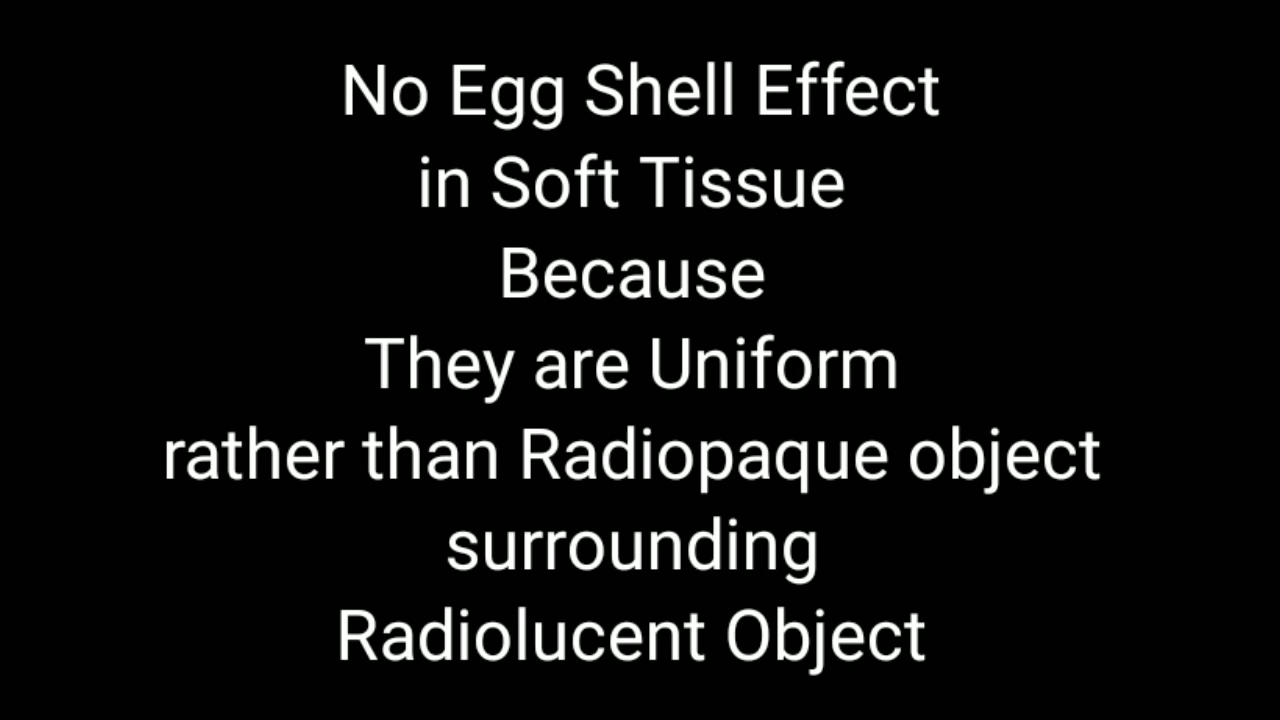 No Egg Shell Effect
in Soft Tissue
Because
They are Uniform
rather than Radiopaque object
surrounding
Radiolucent Object